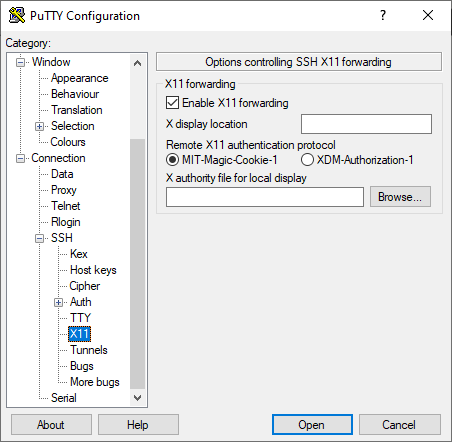 PuTTY Configuration
Category:
Window
Appearance
Behaviour
Translation
Selection
Colours
Connection
Data
Proxy
Telnet
Rlogin
SSH
Kex
Host keys
Cipher
Auth
TTY
X11
Tunnels
Bugs
More bugs
Serial
Options controlling SSH X11 forwarding
X11 forwarding
Enable X11 forwarding
X display location
Remote X11 authentication protocol
MIT-Magic-Cookie-1 XDM-Authorization-1
X authority file for local display
Browse...
About Help Open Cancel